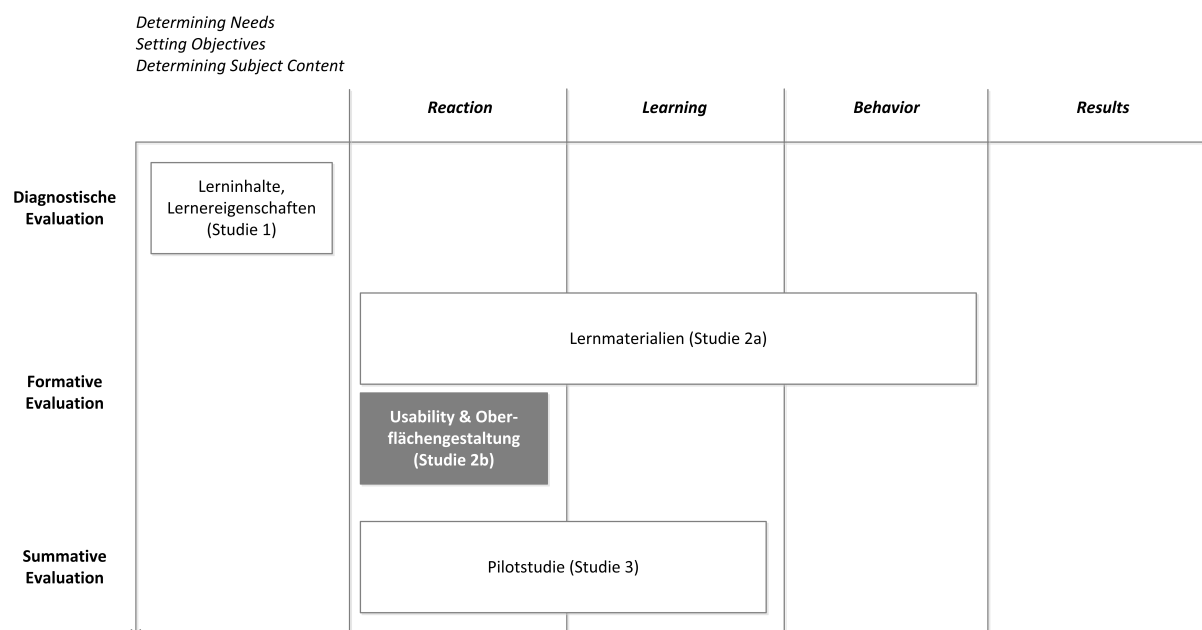 Determining Needs
Setting Objectives
Determining Subject Content
Reaction
Learning
Behavior
Results
Diagnostische
Evaluation
Lerninhalte,
Lernereigenschaften
(Studie 1)
Formative
Evaluation
Lernmaterialien (Studie 2a)
Usability & Ober-
flächengestaltung
(Studie 2b)
Summative
Evaluation
Pilotstudie (Studie 3)